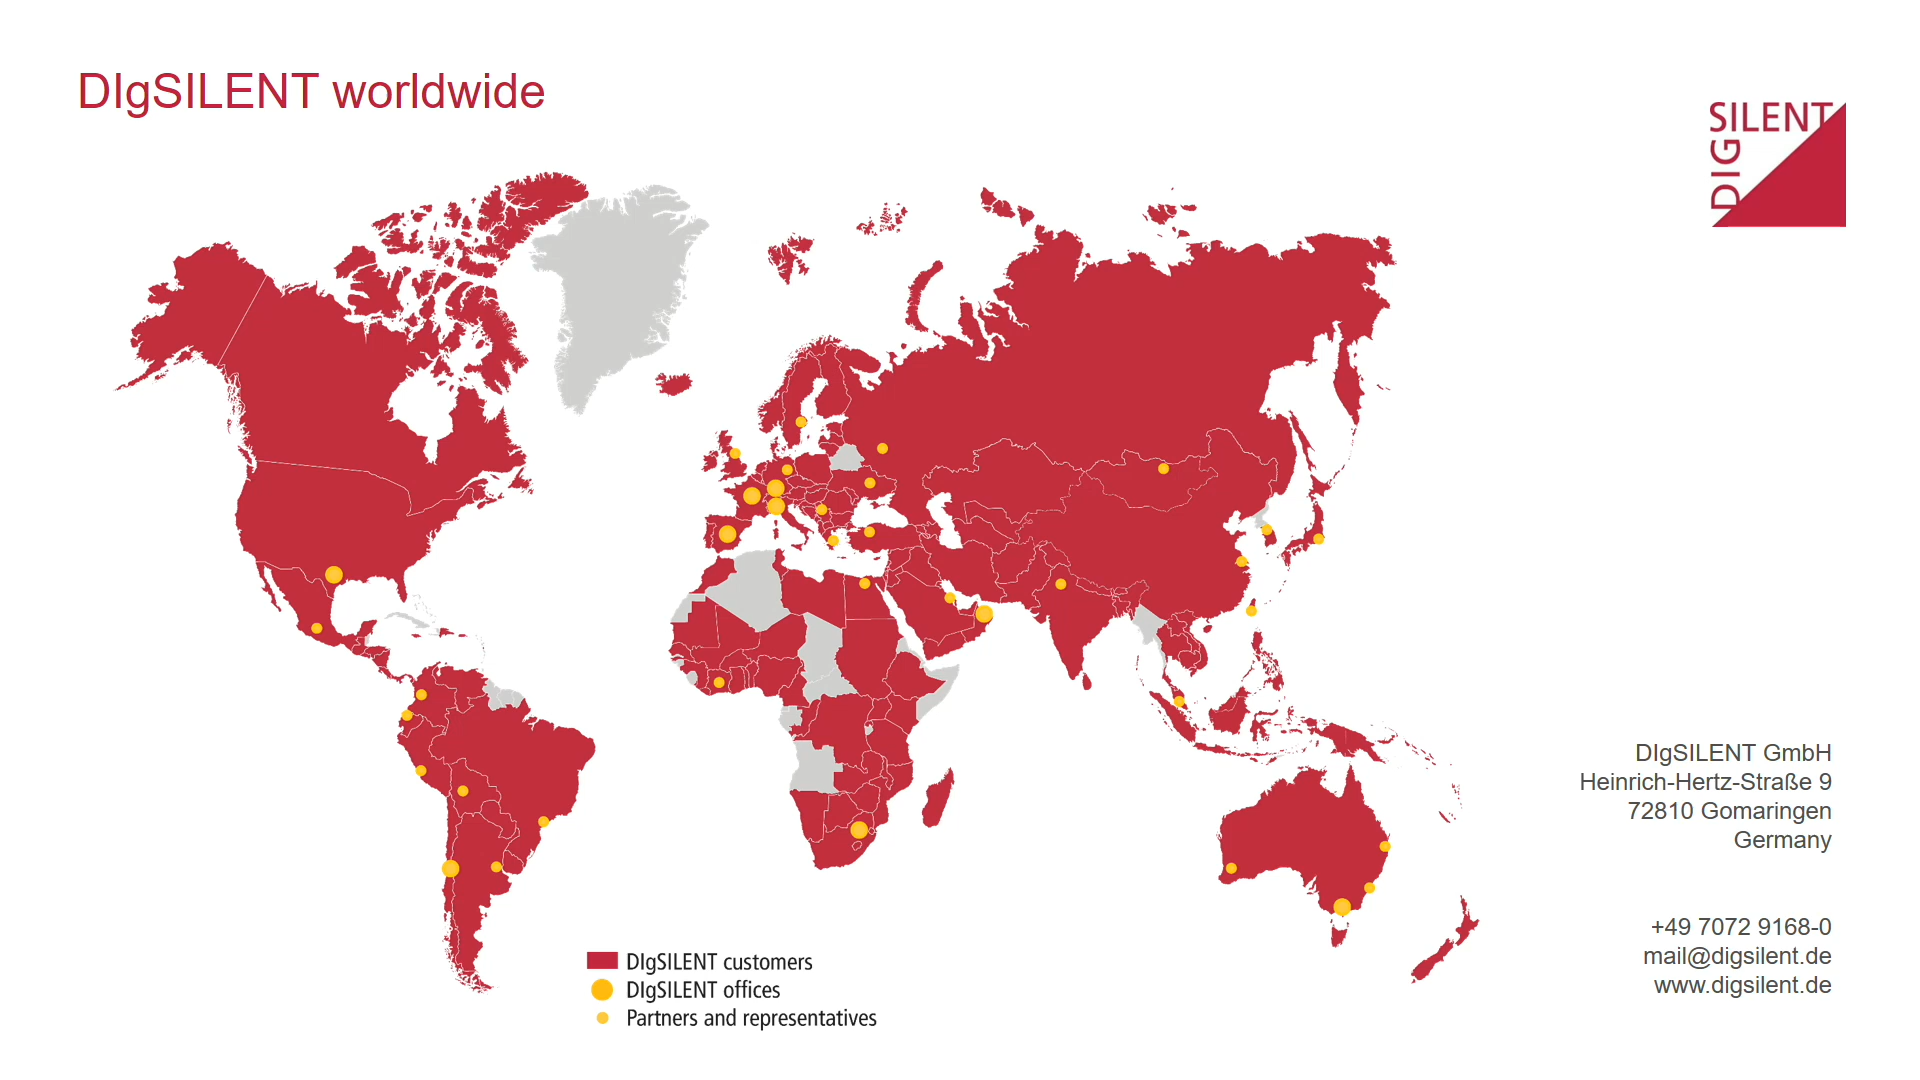 DIgSILENT worldwide
SILENT
DIG
DIgSILENT GmbH
Heinrich-Hertz-Straße 9
72810 Gomaringen
Germany
+49 7072 9168-0
mail@digsilent.de
www.digsilent.de
DIgSILENT customers
DIgSILENT offices
Partners and representatives